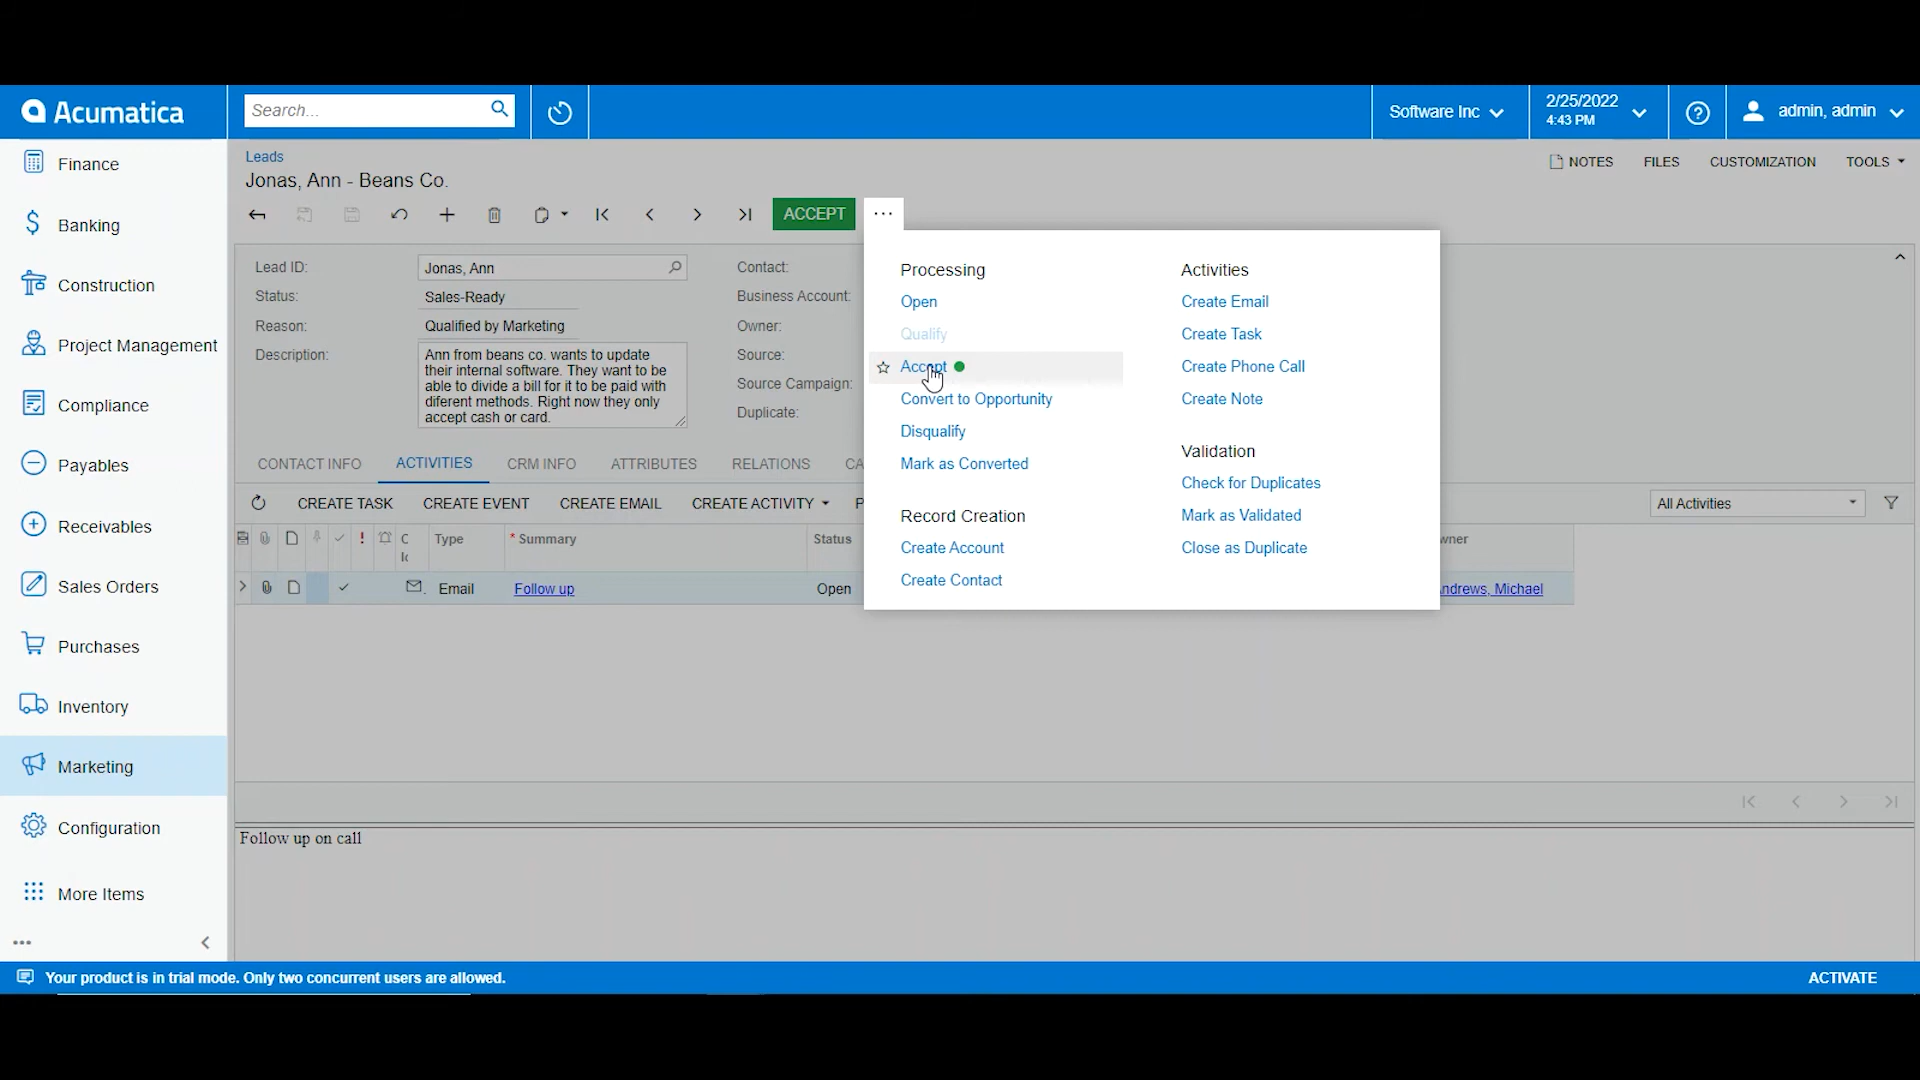 Acumatica
Search...
Software Inc
2/25/2022
4:43 PM
admin, admin
Finance
Banking
Construction
Project Management
Compliance
Payables
Receivables
Sales Orders
Purchases
Inventory
Marketing
Configuration
More Items
Leads
Jonas, Ann - Beans Co.
NOTES
FILES
CUSTOMIZATION
TOOLS
ACCEPT
Lead ID:
Jonas, Ann
Status:
Sales-Ready
Reason:
Qualified by Marketing
Description:
Ann from beans co. wants to update
their internal software. They want to be
able to divide a bill for it to be paid with
diferent methods. Right now they only
accept cash or card.
Contact:
Business Account:
Owner:
Source:
Source Campaign:
Duplicate:
Processing
Open
Qualify
Accept
Convert to Opportunity
Disqualify
Mark as Converted
Record Creation
Create Account
Create Contact
Activities
Create Email
Create Task
Create Phone Call
Create Note
Validation
Check for Duplicates
Mark as Validated
Close as Duplicate
CONTACT INFO
ACTIVITIES
CRM INFO
ATTRIBUTES
RELATIONS
CA
CREATE TASK
CREATE EVENT
CREATE EMAIL
CREATE ACTIVITY
P
All Activities
Type
* Summary
Status
wner
Email
Follow up
Open
ndrews, Michael
Follow up on call
Your product is in trial mode. Only two concurrent users are allowed.
ACTIVATE